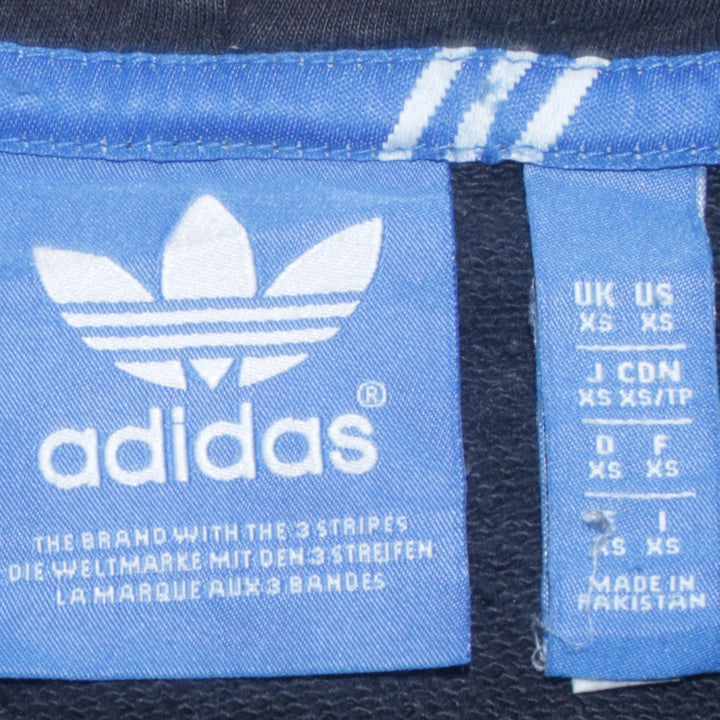 adidas®
THE BRAND WITH THE 3 STRIPES
DIE WELTMARKE MIT DEN 3 STREIFEN
LA MARQUE AUX 3 BANDES
UK US
XS XS
J CDN
XS XS/TP
D F
XS XS
I
XS XS
MADE IN
PAKISTAN